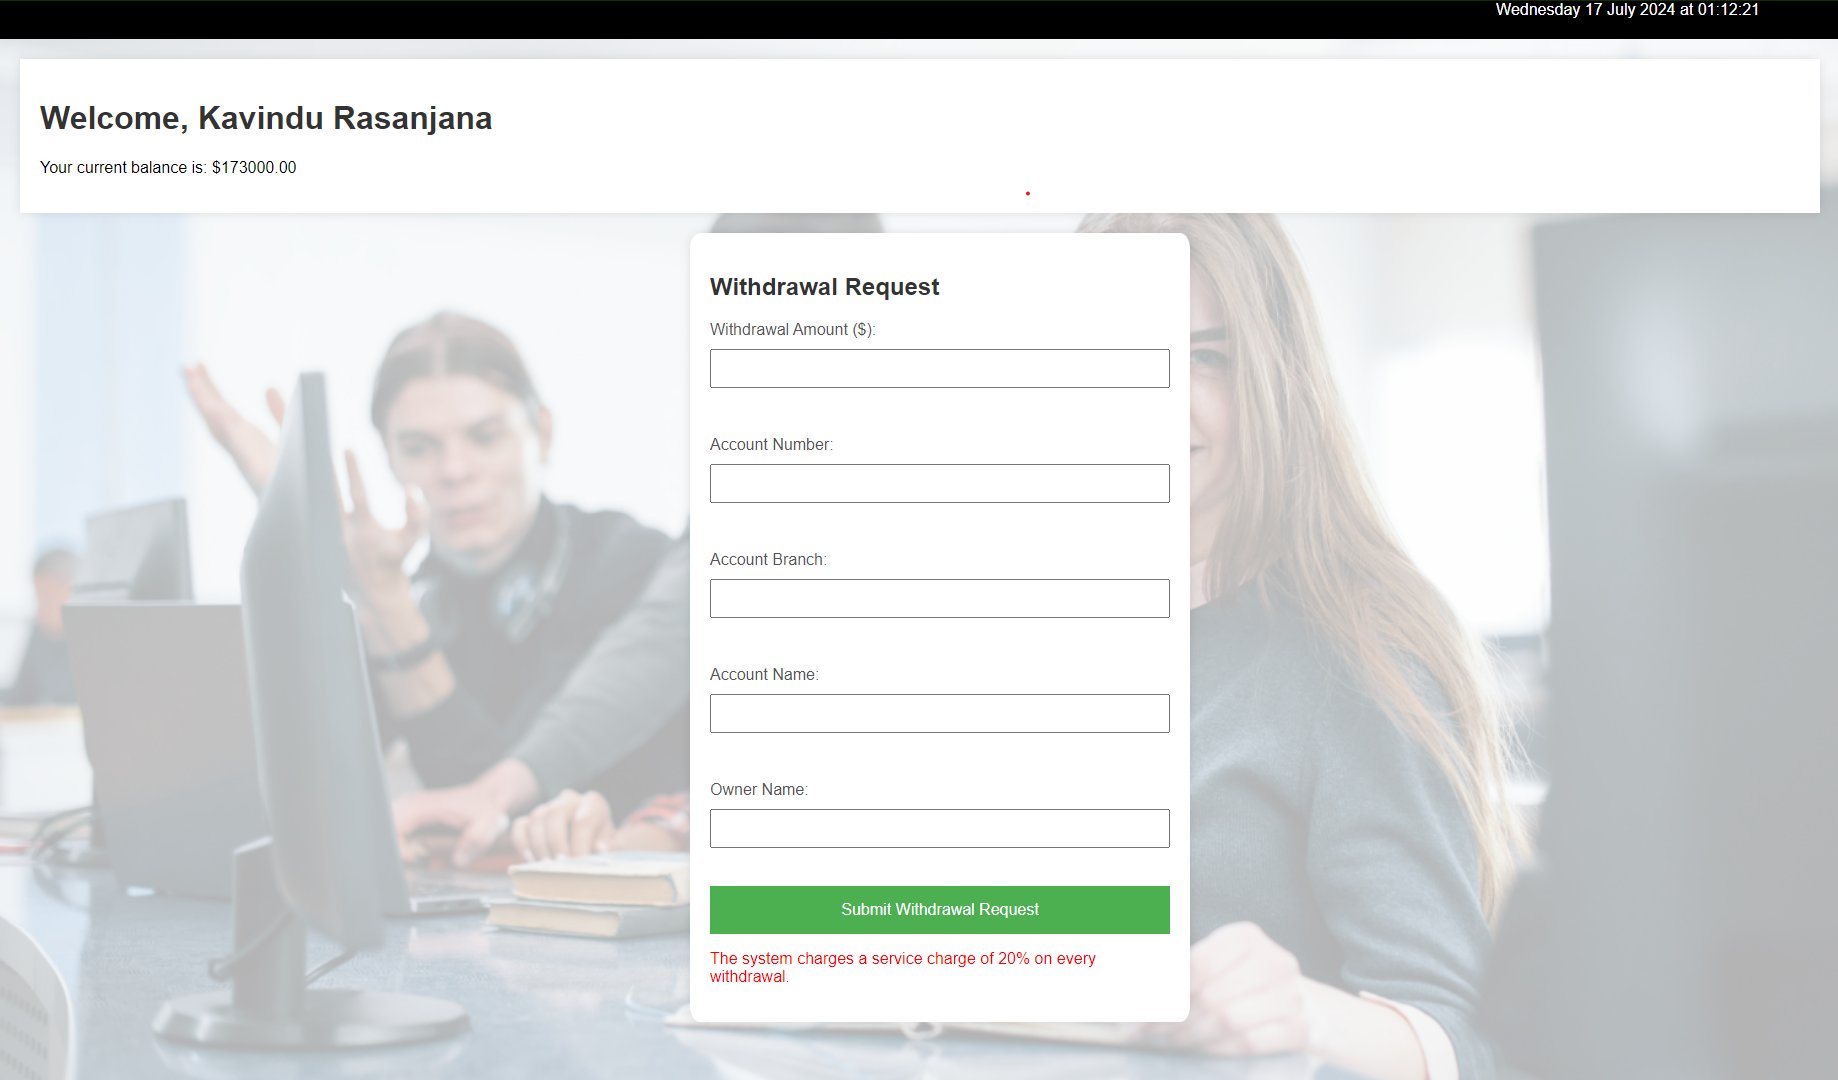 Wednesday 17 July 2024 at 01:12:21
Welcome, Kavindu Rasanjana
Your current balance is: $173000.00
Withdrawal Request
Withdrawal Amount ($):
Account Number:
Account Branch:
Account Name:
Owner Name:
Submit Withdrawal Request
The system charges a service charge of 20% on every
withdrawal.